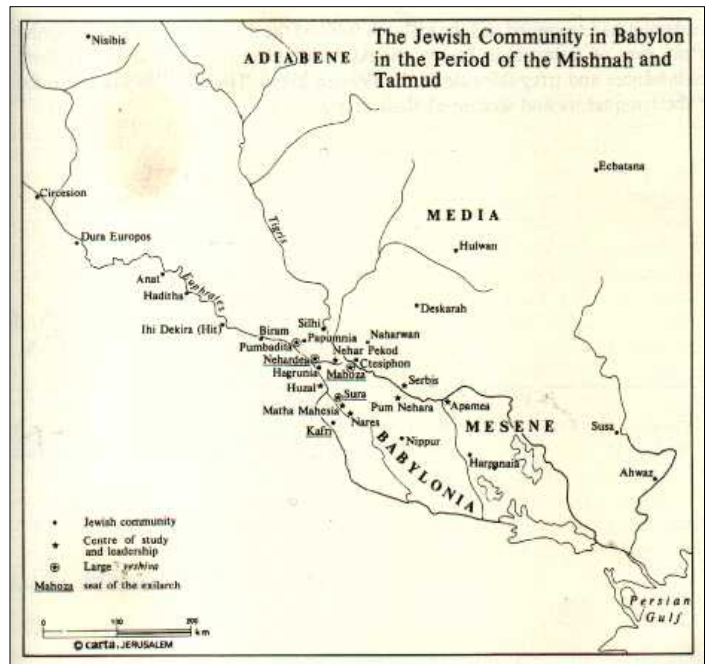 The Jewish Community in Babylon
in the Period of the Mishnah and
Talmud
Nisibis
ADIABENE
Ecbatana
Circesion
MEDIA
Tigris
Dura Europos
Hulwan
Anat
Euphrates
Haditha
Deskarah
Ihi Dekira (Hit)
Biram
Silhi
Papumnia
Naharwan
Pumbadita
Nehar Pekod
Nehardea
Ctesiphon
Hagrunia
Mahoza
Serbis
Huzal
Sura
Pum Nehara
Apamea
Matha Mahesia
Nares
MESENE
Susa
Kafri
BABYLONIA
Nippur
Harpanaia
Ahwaz
Jewish community
Centre of study
and leadership
Large yeshiva
Mahoza seat of the exilarch
Persian
Gulf
0 100 200
km
© carta, JERUSALEM